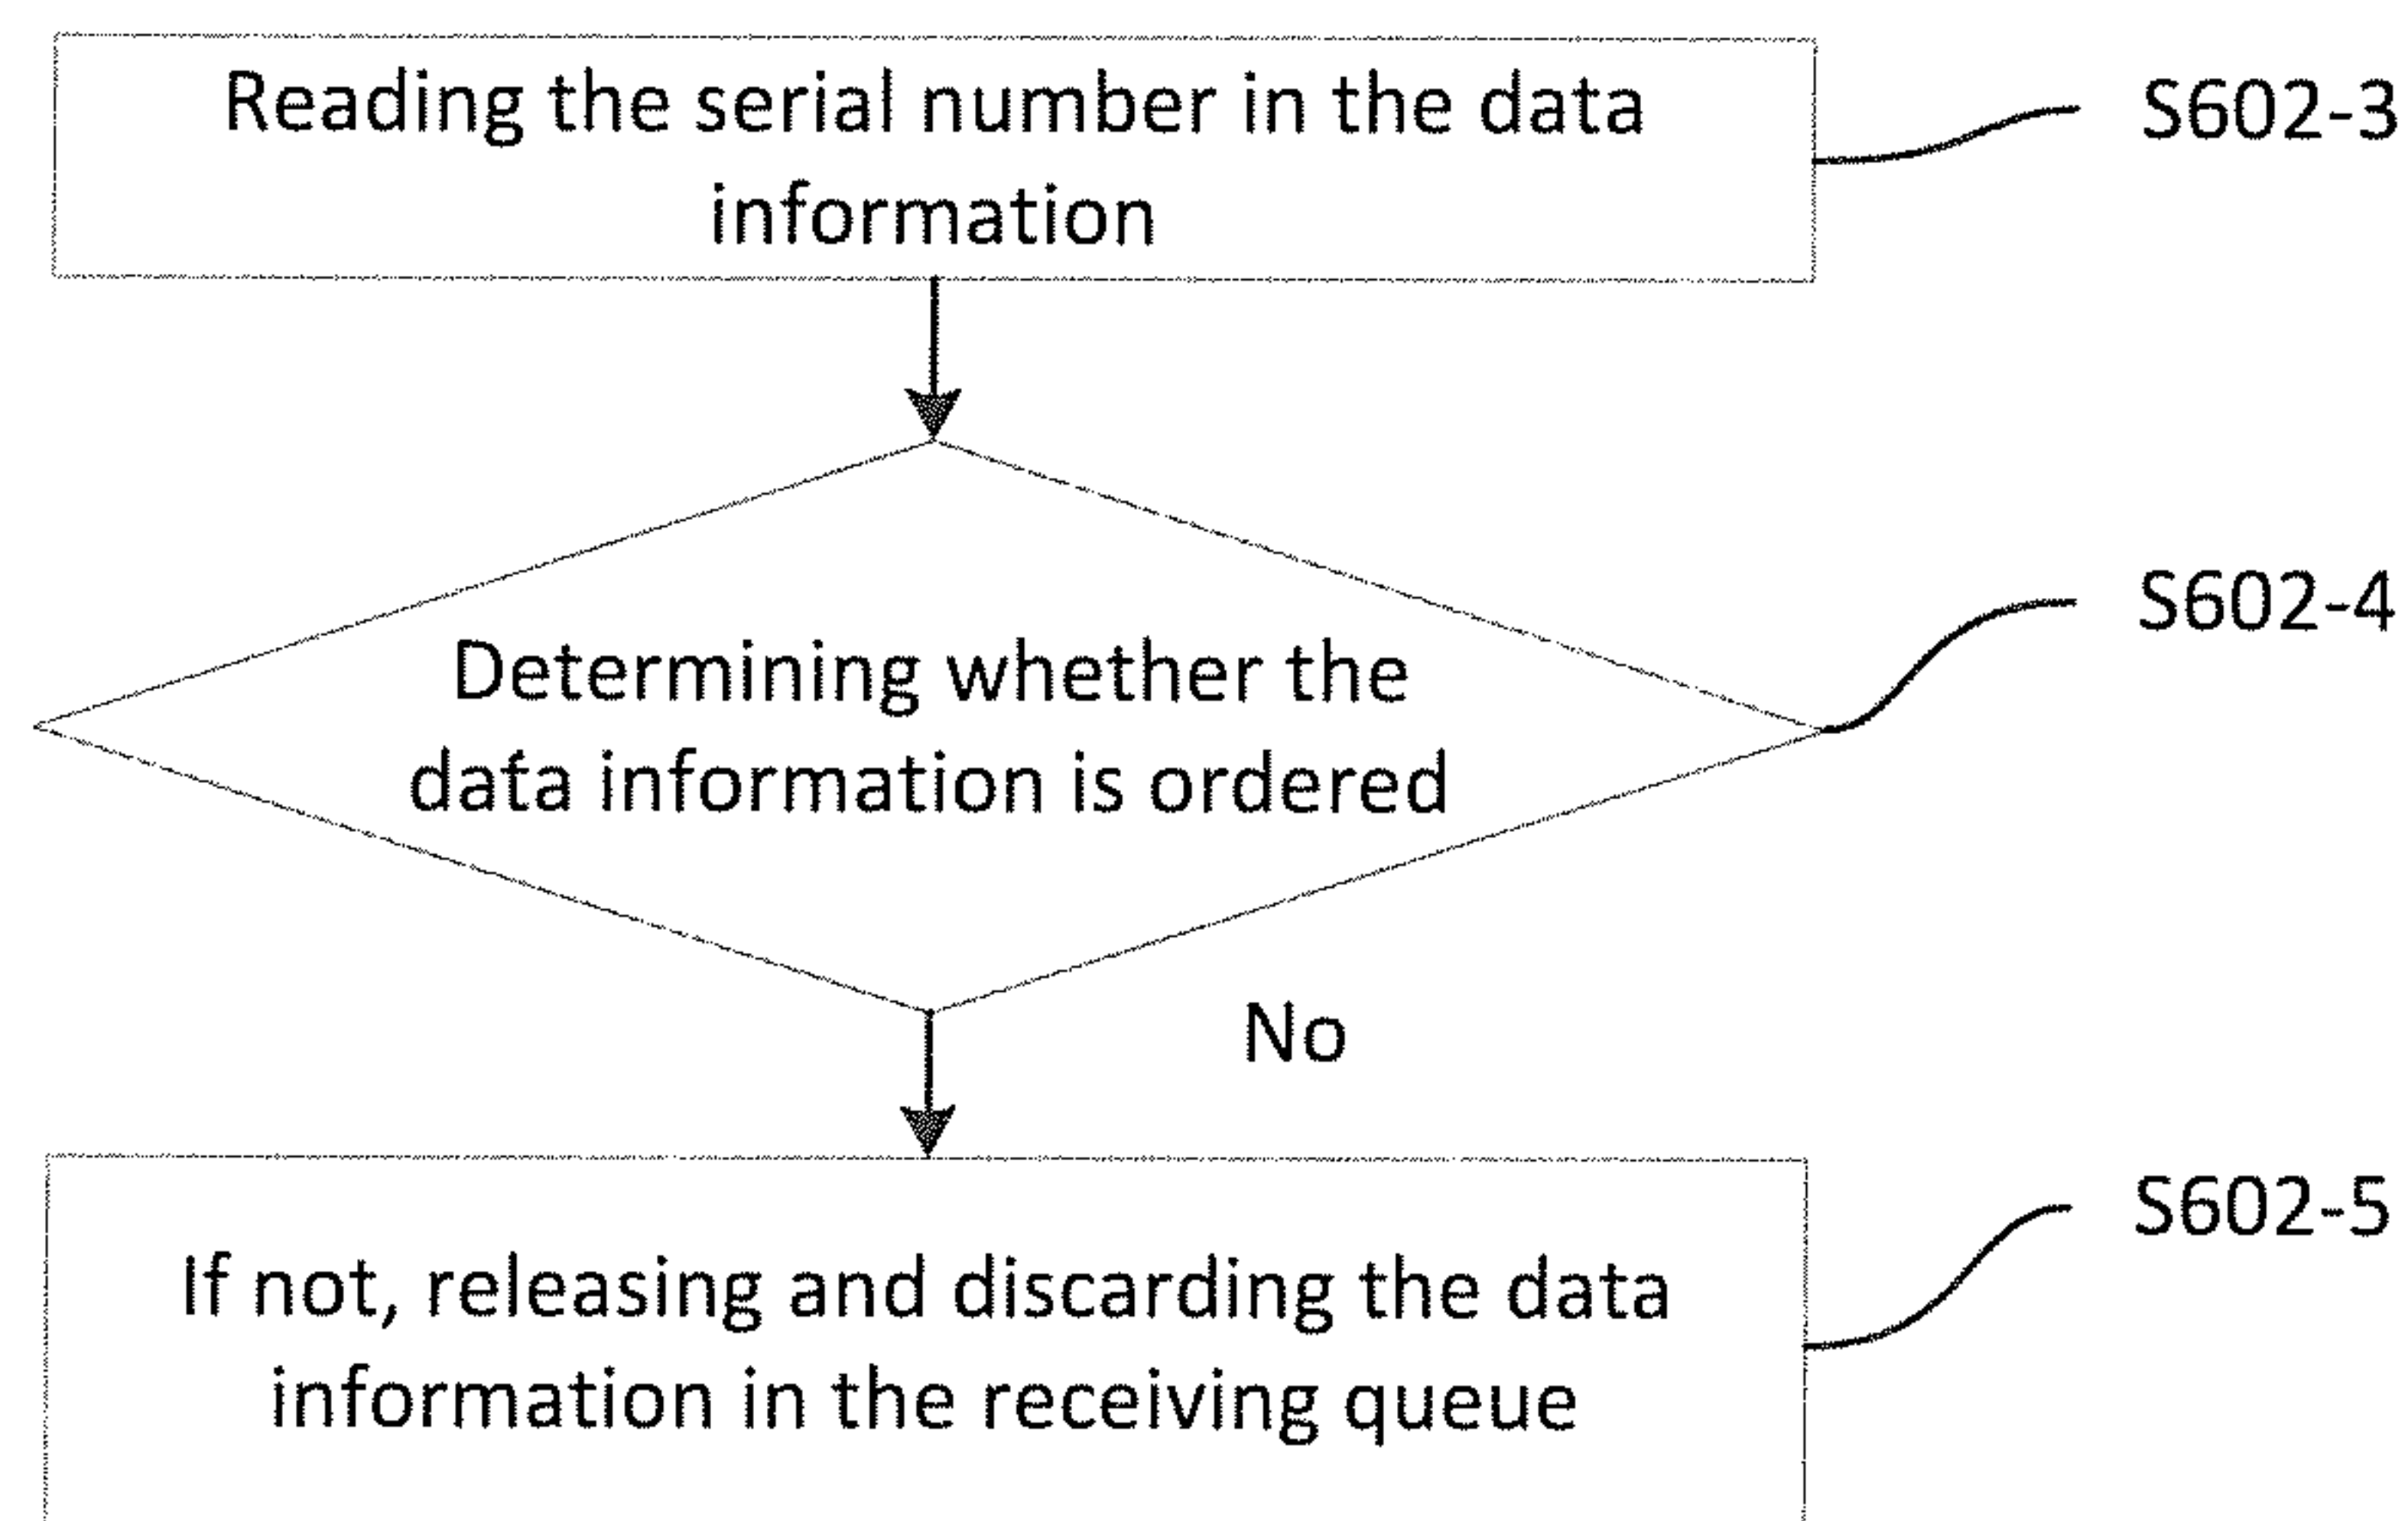 Reading the serial number in the data
information
S602-3
Determining whether the
data information is ordered
S602-4
No
If not, releasing and discarding the data
information in the receiving queue
S602-5